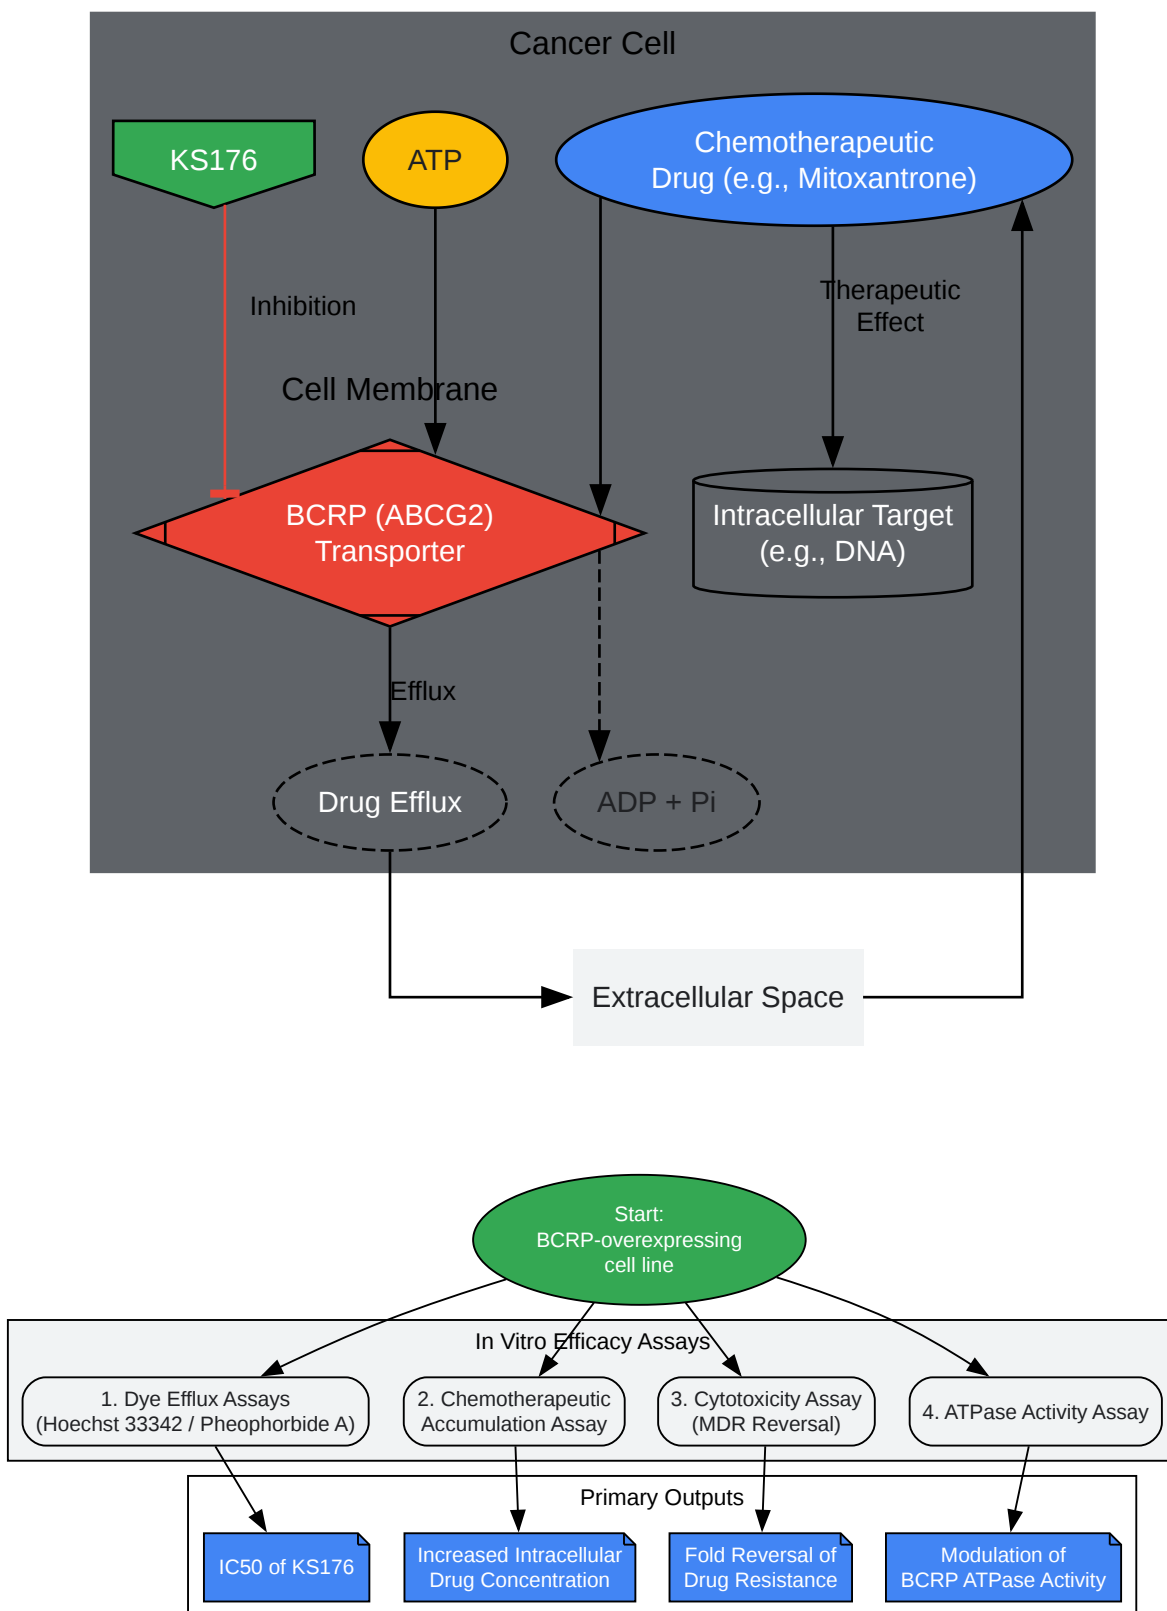 Cancer Cell
KS176
ATP
Chemotherapeutic
Drug (e.g., Mitoxantrone)
Inhibition
Therapeutic
Effect
Cell Membrane
BCRP (ABCG2)
Transporter
Intracellular Target
(e.g., DNA)
Efflux
Drug Efflux
ADP + Pi
Extracellular Space
Start:
BCRP-overexpressing
cell line
In Vitro Efficacy Assays
1. Dye Efflux Assays
(Hoechst 33342 / Pheophorbide A)
2. Chemotherapeutic
Accumulation Assay
3. Cytotoxicity Assay
(MDR Reversal)
4. ATPase Activity Assay
Primary Outputs
IC50 of KS176
Increased Intracellular
Drug Concentration
Fold Reversal of
Drug Resistance
Modulation of
BCRP ATPase Activity